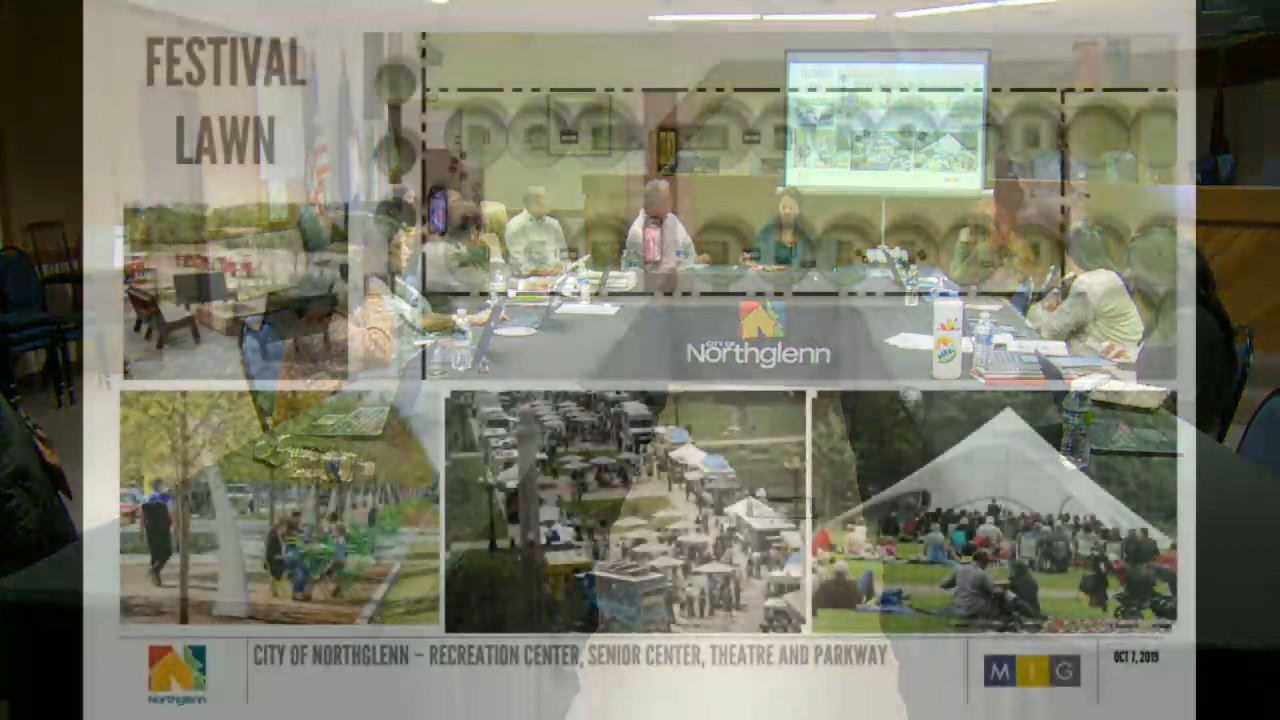 FESTIVAL
LAWN
CITY OF
Northglenn
Northglenn
CITY OF NORTHGLENN – RECREATION CENTER, SENIOR CENTER, THEATRE AND PARKWAY
MIG
OCT 7, 2019